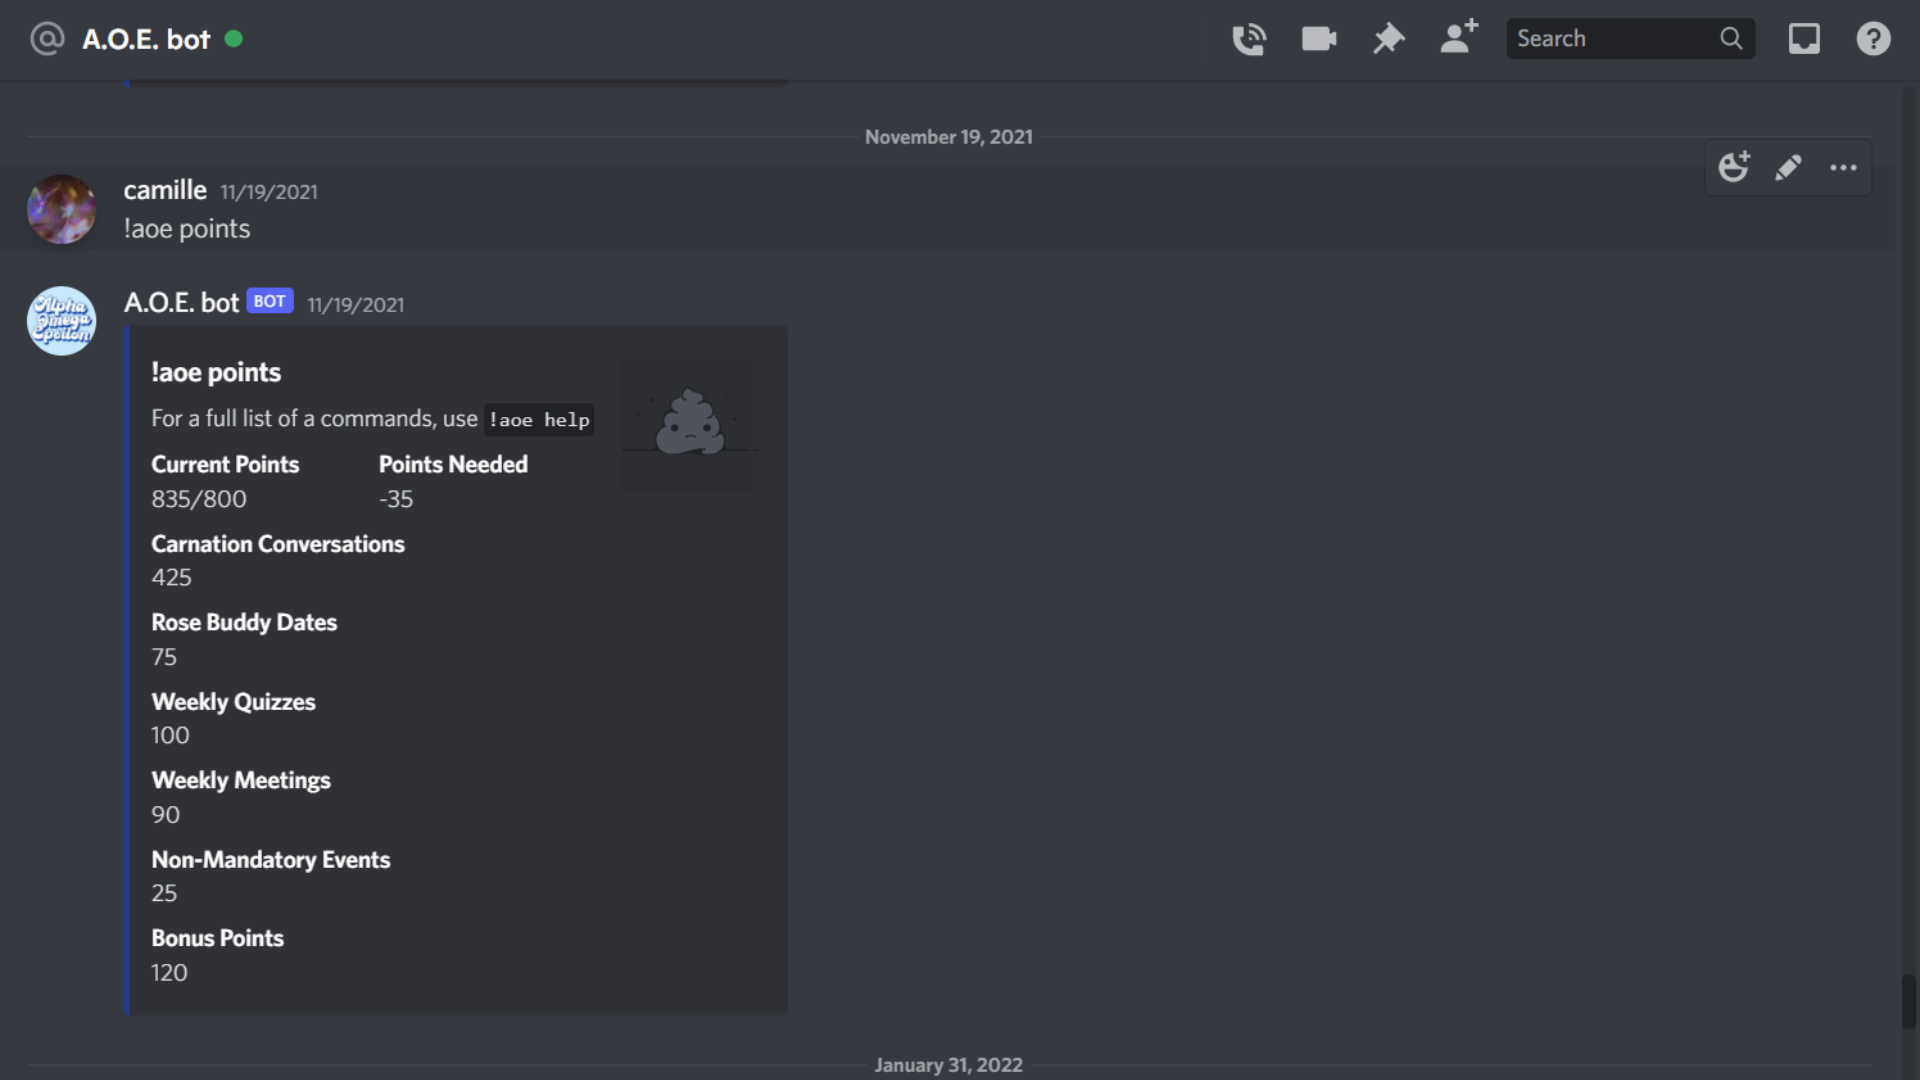 A.O.E. bot
Search
November 19, 2021
camille 11/19/2021
!aoe points
Alpha
Omega
Epsilon
A.O.E. bot BOT 11/19/2021
!aoe points
For a full list of a commands, use !aoe help
Current Points Points Needed
835/800 -35
Carnation Conversations
425
Rose Buddy Dates
75
Weekly Quizzes
100
Weekly Meetings
90
Non-Mandatory Events
25
Bonus Points
120
January 31, 2022